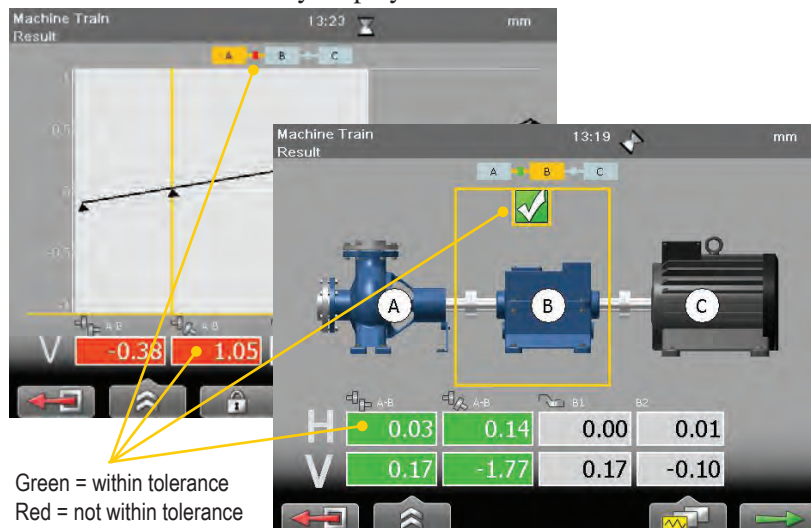 Machine Train 13:23 mm
Result
A B C
1
0.5
0
-0.5
A-B A-B
V -0.38 1.05
Machine Train 13:19 mm
Result
A B C
A B C
A-B A-B B1 B2
H 0.03 0.14 0.00 0.01
V 0.17 -1.77 0.17 -0.10
Green = within tolerance
Red = not within tolerance